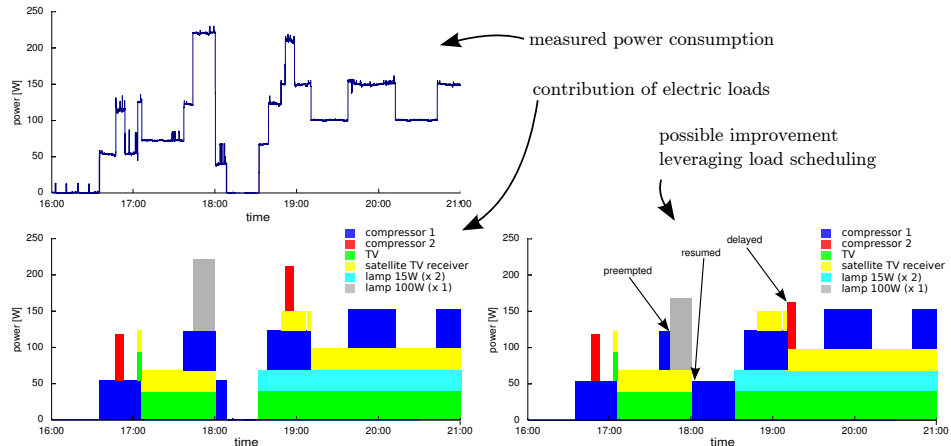 250
200
150
100
50
0
power [W]
16:00 17:00 18:00 19:00 20:00 21:00
time
measured power consumption
contribution of electric loads
possible improvement
leveraging load scheduling
250
200
150
100
50
0
power [W]
16:00 17:00 18:00 19:00 20:00 21:00
time
compressor 1
compressor 2
TV
satellite TV receiver
lamp 15W (x 2)
lamp 100W (x 1)
250
200
150
100
50
0
power [W]
16:00 17:00 18:00 19:00 20:00 21:00
time
preempted
resumed
delayed
compressor 1
compressor 2
TV
satellite TV receiver
lamp 15W (x 2)
lamp 100W (x 1)